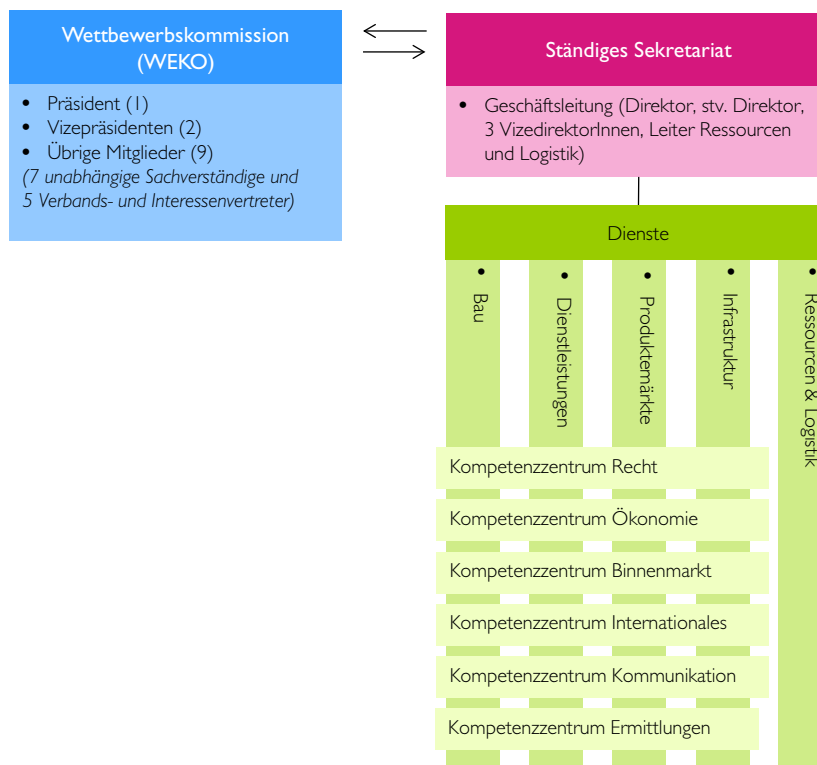 Wettbewerbskommission
(WEKO)
• Präsident (1)
• Vizepräsidenten (2)
• Übrige Mitglieder (9)
(7 unabhängige Sachverständige und
5 Verbands- und Interessenvertreter)
Ständiges Sekretariat
• Geschäftsleitung (Direktor, stv. Direktor,
3 VizedirektorInnen, Leiter Ressourcen
und Logistik)
Dienste
• Bau
• Dienstleistungen
• Produktemärkte
• Infrastruktur
• Ressourcen & Logistik
Kompetenzzentrum Recht
Kompetenzzentrum Ökonomie
Kompetenzzentrum Binnenmarkt
Kompetenzzentrum Internationales
Kompetenzzentrum Kommunikation
Kompetenzzentrum Ermittlungen